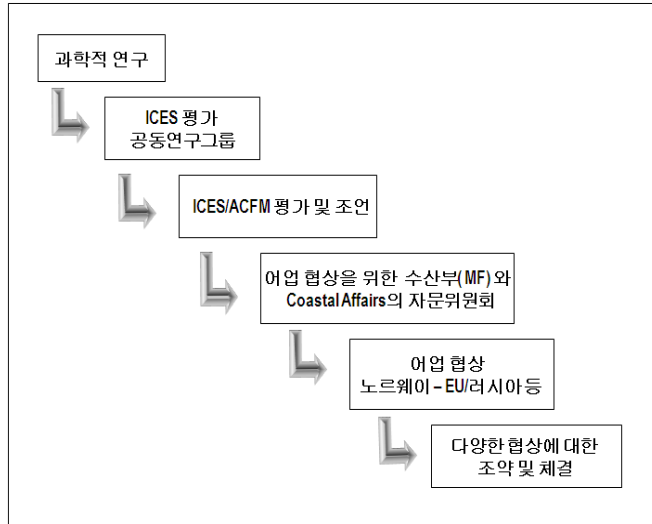 과학적 연구
ICES 평가
공동연구그룹
ICES/ACFM 평가 및 조언
어업 협상을 위한 수산부(MF) 와
Coastal Affairs의 자문위원회
어업 협상
노르웨이 – EU/러시아 등
다양한 협상에 대한
조약 및 체결